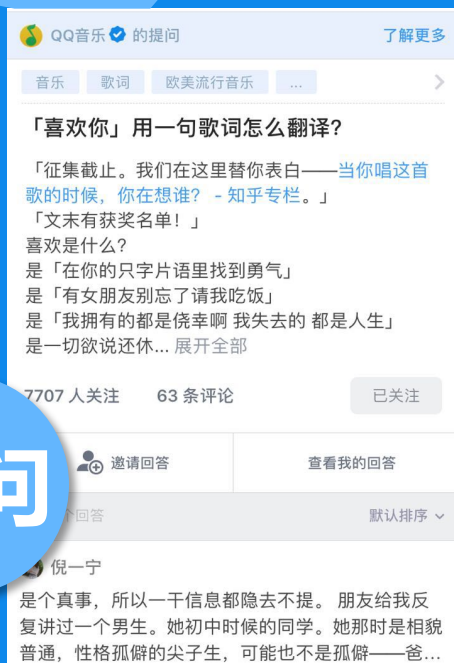 QQ音乐 的提问
了解更多
音乐 歌词 欧美流行音乐 ...
「喜欢你」用一句歌词怎么翻译?
「征集截止。我们在这里替你表白——当你唱这首
歌的时候，你在想谁? - 知乎专栏。」
「文末有获奖名单！」
喜欢是什么?
是「在你的只字片语里找到勇气」
是「有女朋友别忘了请我吃饭」
是「我拥有的都是侥幸啊 我失去的 都是人生」
是一切欲说还休... 展开全部
7707 人关注 63 条评论
已关注
邀请回答
查看我的回答
问
个回答
默认排序
倪一宁
是个真事，所以一干信息都隐去不提。 朋友给我反
复讲过一个男生。她初中时候的同学。她那时是相貌
普通，性格孤僻的尖子生，可能也不是孤僻——爸...